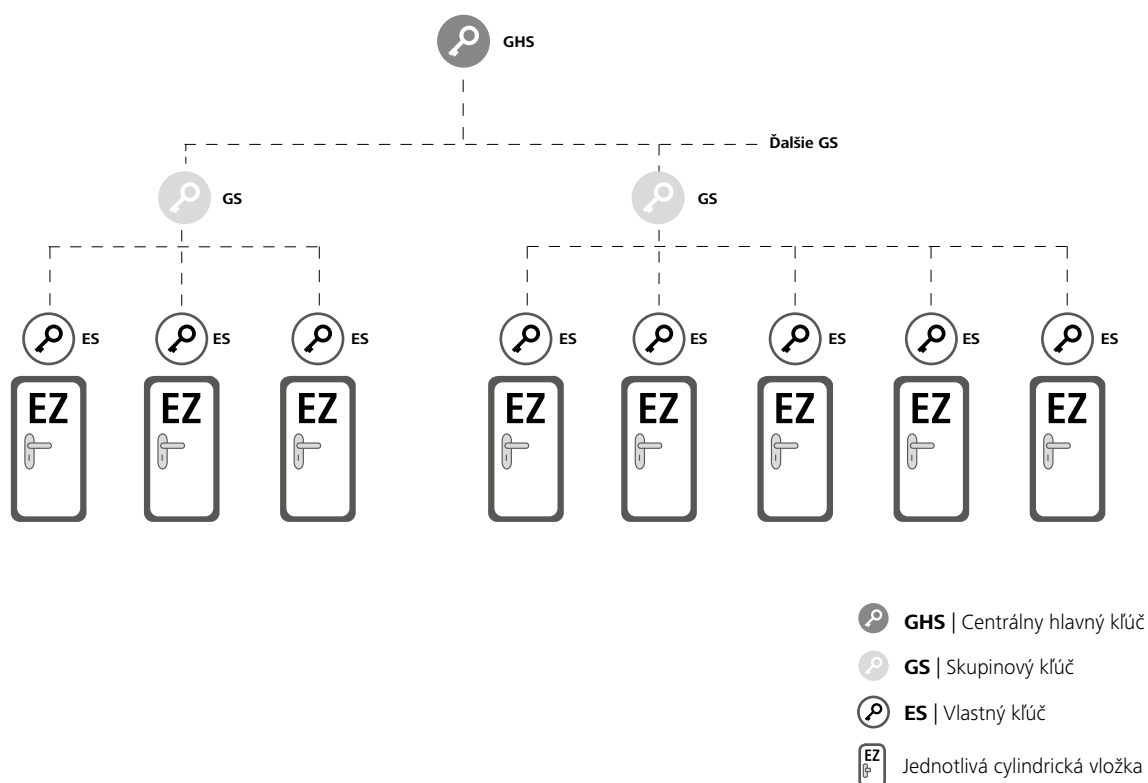 GHS
Ďalšie GS
GS GS
ES ES ES ES ES ES ES ES
EZ EZ EZ EZ EZ EZ EZ EZ
GHS | Centrálny hlavný kľúč
GS | Skupinový kľúč
ES | Vlastný kľúč
EZ Jednotlivá cylindrická vložka